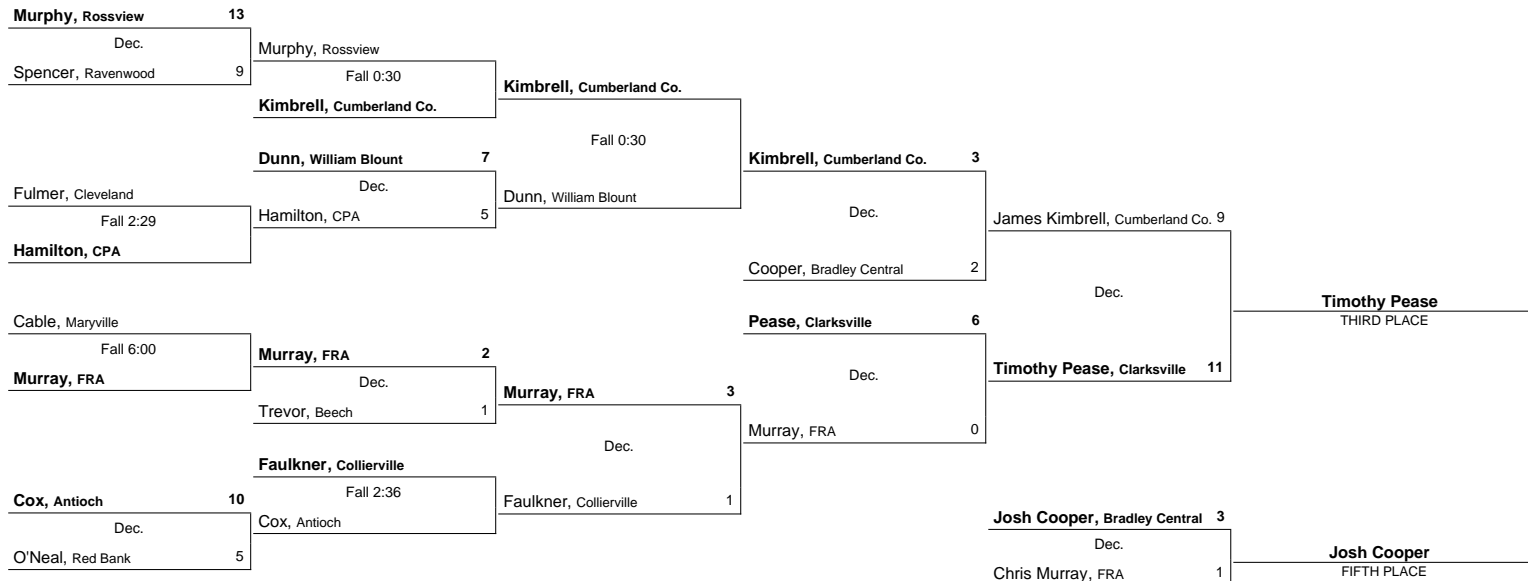 Murphy, Rossview 13
Dec.
Spencer, Ravenwood 9
Fulmer, Cleveland
Fall 2:29
Hamilton, CPA
Cable, Maryville
Fall 6:00
Murray, FRA
Cox, Antioch 10
Dec.
O'Neal, Red Bank 5
Murphy, Rossview
Fall 0:30
Kimbrell, Cumberland Co.
Dunn, William Blount 7
Dec.
Hamilton, CPA 5
Murray, FRA 2
Dec.
Trevor, Beech 1
Faulkner, Collierville
Fall 2:36
Cox, Antioch
Kimbrell, Cumberland Co.
Fall 0:30
Dunn, William Blount
Murray, FRA 3
Dec.
Faulkner, Collierville 1
Kimbrell, Cumberland Co. 3
Dec.
Cooper, Bradley Central 2
Pease, Clarksville 6
Dec.
Murray, FRA 0
James Kimbrell, Cumberland Co. 9
Dec.
Timothy Pease, Clarksville 11
Timothy Pease
THIRD PLACE
Josh Cooper, Bradley Central 3
Dec.
Chris Murray, FRA 1
Josh Cooper
FIFTH PLACE